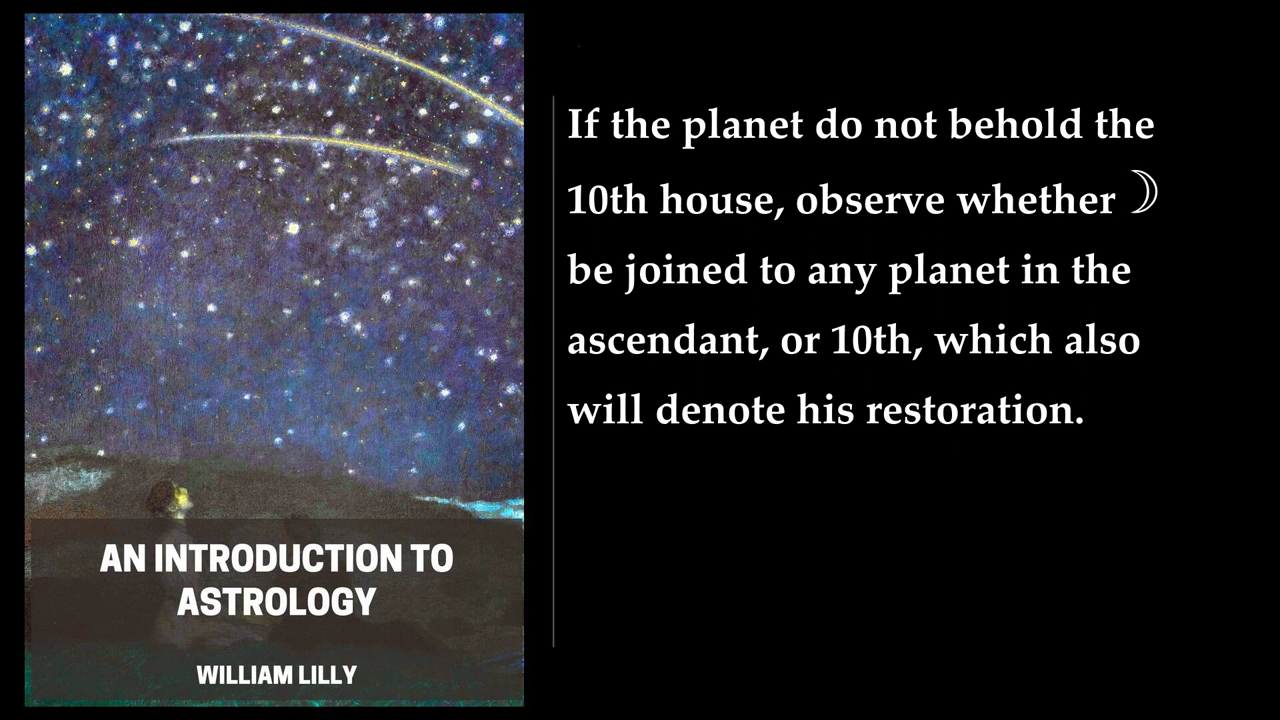 If the planet do not behold the
10th house, observe whether ☽
be joined to any planet in the
ascendant, or 10th, which also
will denote his restoration.
AN INTRODUCTION TO
ASTROLOGY
WILLIAM LILLY